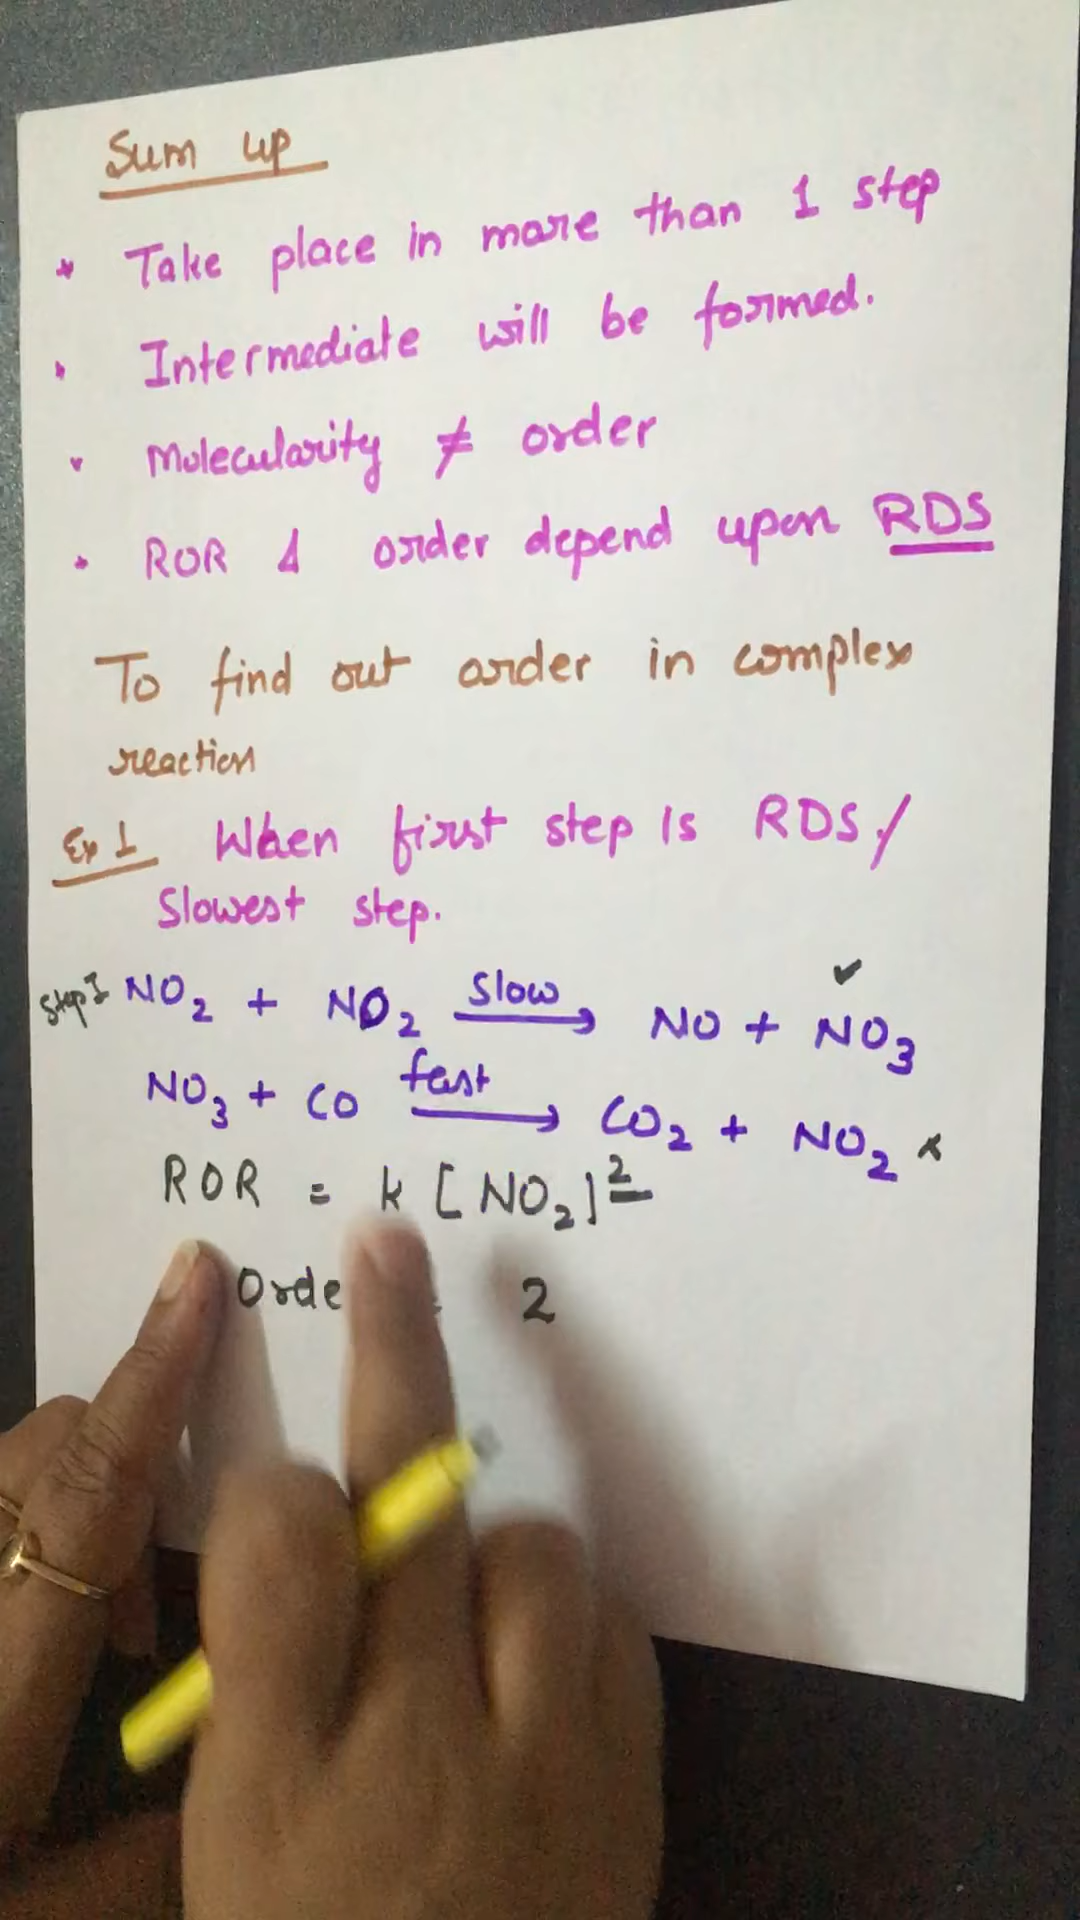 Sum up
* Take place in more than 1 step
Intermediate will be formed.
Molecularity ≠ order
• ROR & order depend upon RDS
To find out order in complex
reaction
Ex 1 When first step is RDS/
Slowest step.
Step I NO₂ + NO₂ slow→ NO + NO₃ ✓
NO₃ + CO fast→ CO₂ + NO₂ ×
ROR = k [NO₂]²
Orde 2